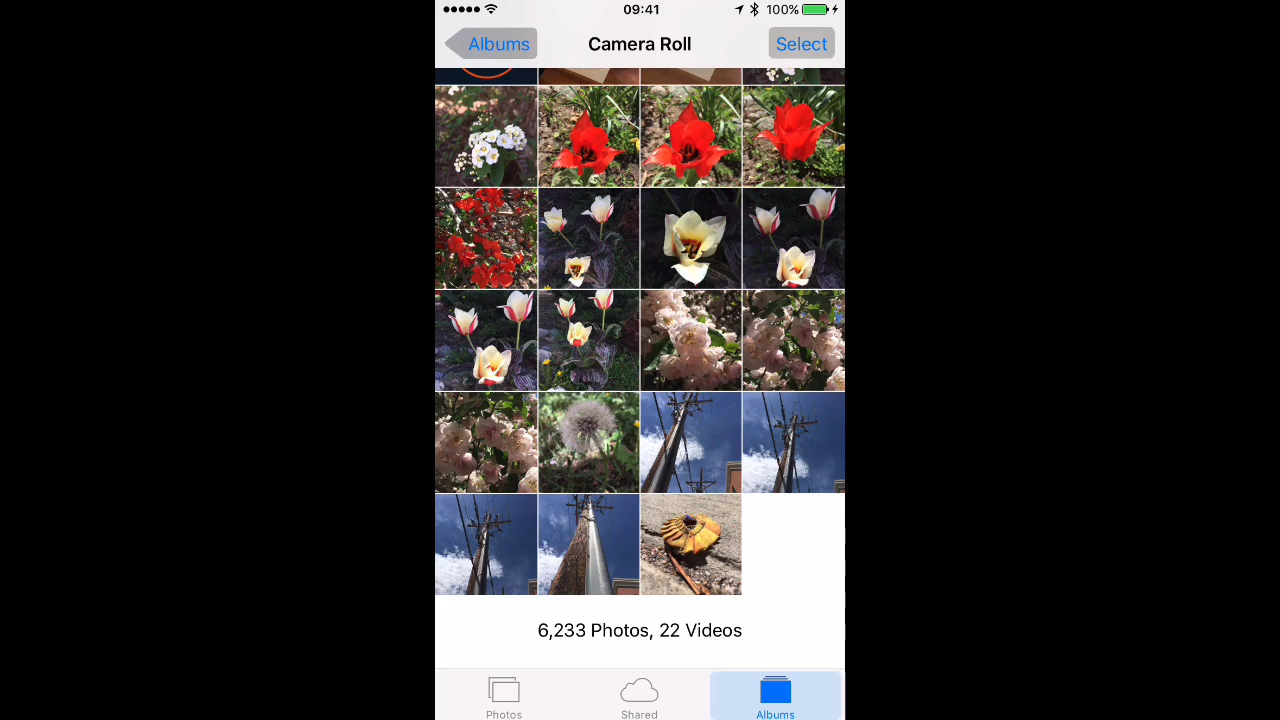 09:41
100%
Albums
Camera Roll
Select
6,233 Photos, 22 Videos
Photos
Shared
Albums